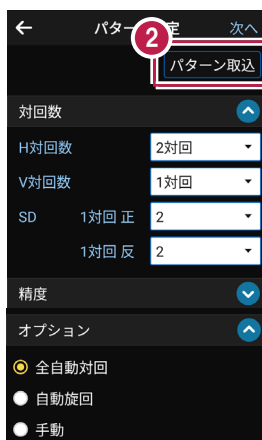 ← パター 定 次へ
2
パターン取込
対回数
H対回数 2対回
V対回数 1対回
SD 1対回 正 2
1対回 反 2
精度
オプション
全自動対回
自動旋回
手動